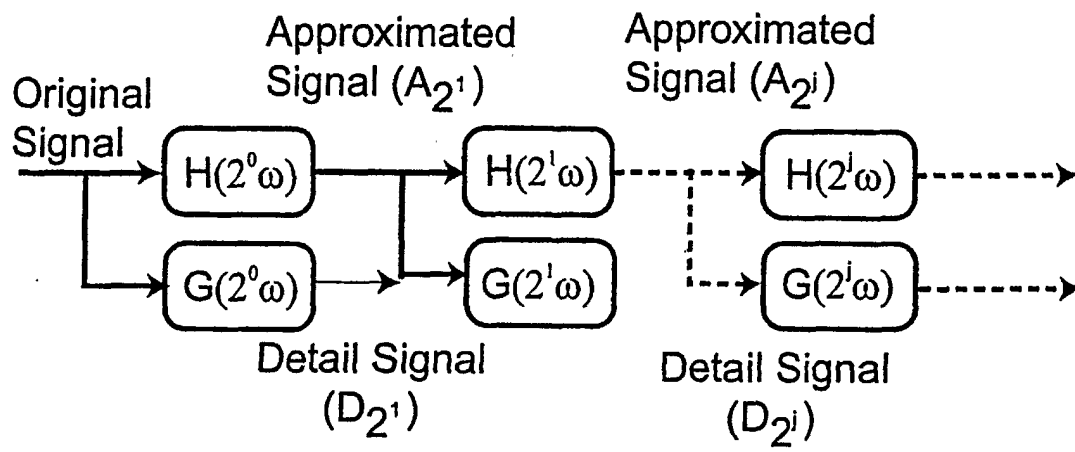 Approximated
Signal (A₂¹)
Approximated
Signal (A₂ʲ)
Original
Signal
H(2⁰ω)
H(2¹ω)
H(2ʲω)
G(2⁰ω)
G(2¹ω)
G(2ʲω)
Detail Signal
(D₂¹)
Detail Signal
(D₂ʲ)